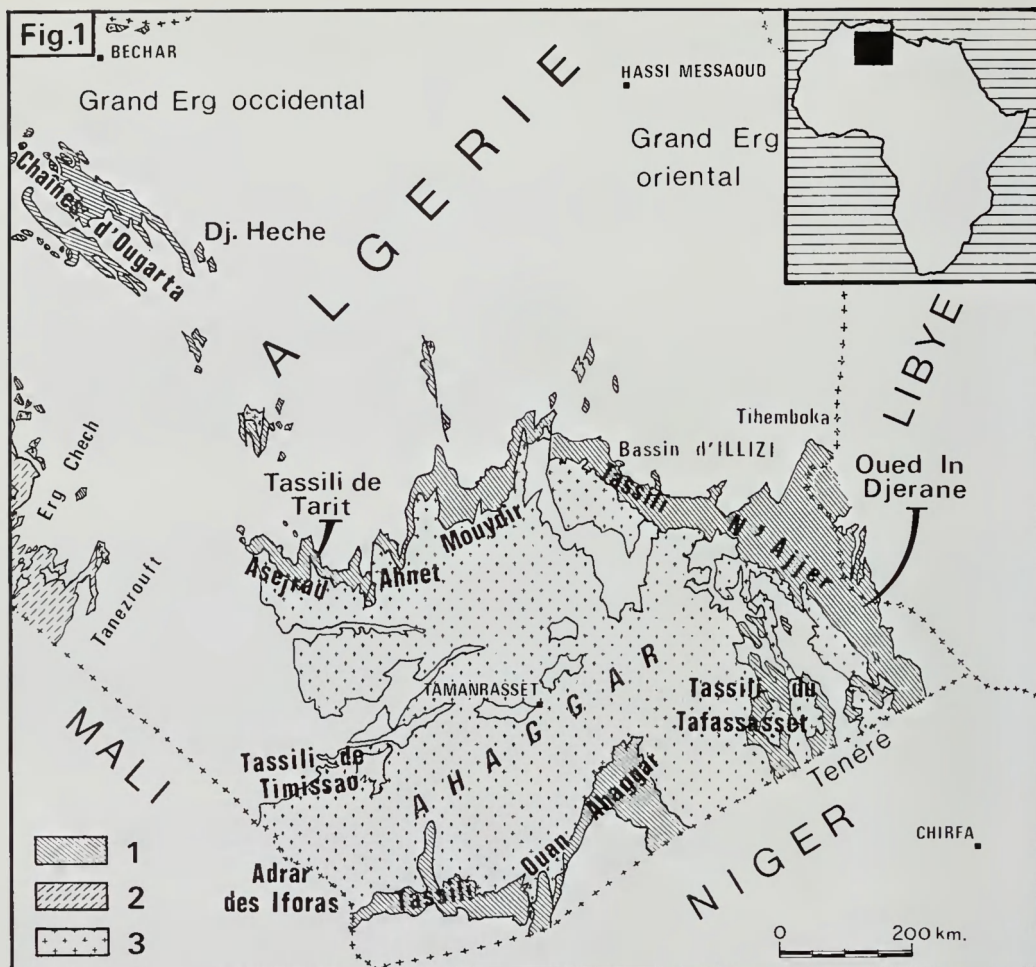 Fig.1
BECHAR
HASSI MESSAOUD
Grand Erg occidental
Grand Erg
oriental
ALGERIE
Chaînes d'Ougarta
Dj. Heche
LIBYE
Tihemboka
Bassin d'ILLIZI
Oued In
Djerane
Erg Chech
Tassili de
Tarit
Tassili N'Ajjer
Mouydir
Asejrad
Ahnet
Tanezrouft
TAMANRASSET
AHAGGAR
Tassili du
Tafassasset
MALI
Tassili de
Timissao
Tenère
Tassili Ouan Ahaggar
NIGER
CHIRFA
Adrar
des Iforas
1
2
3
0 200 km.